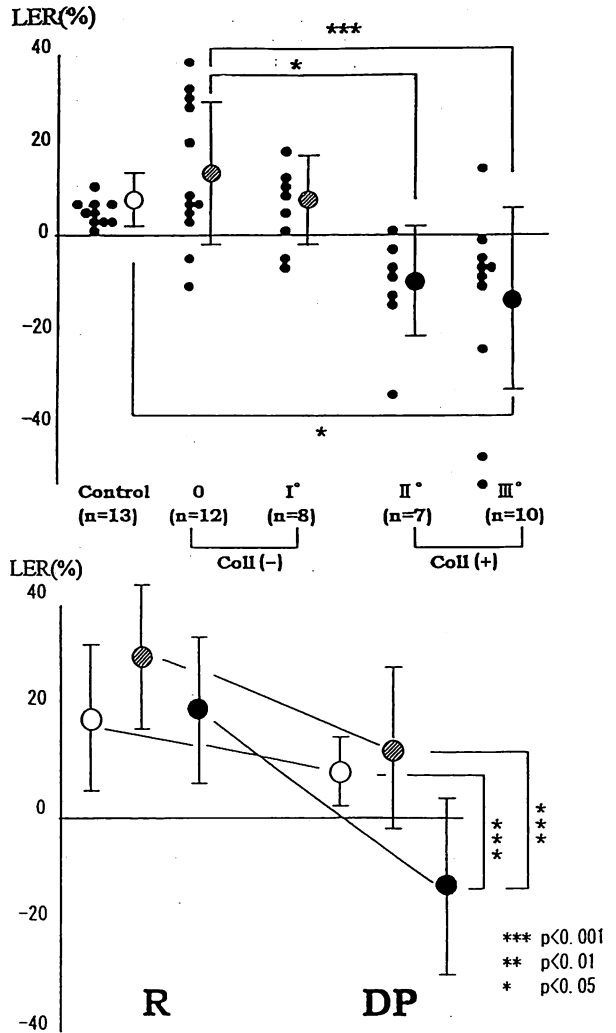 LER(%)
40
***
*
20
0
-20
-40
*
Control O I° II° III°
(n=13) (n=12) (n=8) (n=7) (n=10)
Coll (-) Coll (+)
LER(%)
40
20
0
***
***
-20
*** p<0.001
** p<0.01
* p<0.05
R DP
-40